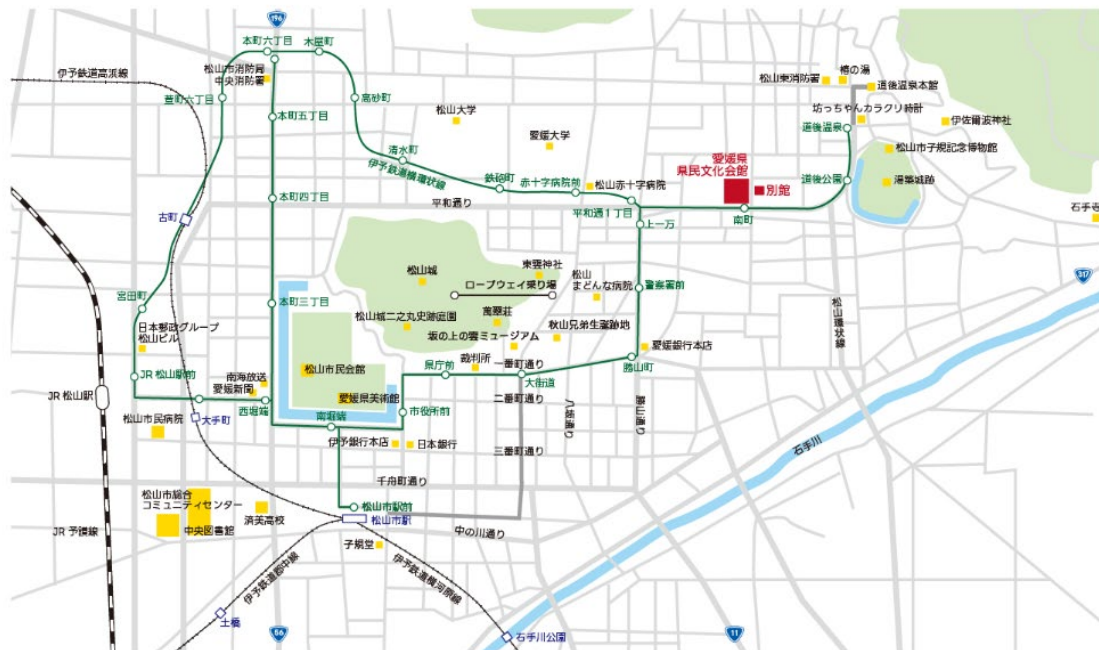 196
本町六丁目
木屋町
伊予鉄道高浜線
松山市消防局
中央消防署
萱町六丁目
高砂町
本町五丁目
松山大学
愛媛大学
清水町
伊予鉄道横環状線
鉄砲町
赤十字病院前
松山赤十字病院
愛媛県
県民文化会館
別館
松山東消防署
椿の湯
道後温泉本館
坊っちゃんカラクリ時計
伊佐爾波神社
道後温泉
松山市子規記念博物館
道後公園
湯築城跡
石手寺
本町四丁目
平和通り
平和通1丁目
南町
上一万
古町
松山城
東雲神社
ロープウェイ乗り場
松山
まどんな病院
警察署前
317
宮田町
本町三丁目
松山城二之丸史跡庭園
萬翠荘
坂の上の雲ミュージアム
秋山兄弟生誕跡地
松山環状線
日本郵政グループ
松山ビル
愛媛銀行本店
勝山町
裁判所
一番町通り
県庁前
大街道
松山市民会館
JR 松山駅前
南海放送
愛媛新聞
愛媛県美術館
二番町通り
JR 松山駅
大手町
西堀端
南堀端
市役所前
八坂通り
勝山通り
松山市民病院
伊予銀行本店
日本銀行
三番町通り
石手川
千舟町通り
松山市総合
コミュニティセンター
済美高校
松山市駅前
松山市駅
中央図書館
中の川通り
JR 予讃線
子規堂
伊予鉄道郡中線
伊予鉄道横河原線
土橋
56
石手川公園
11